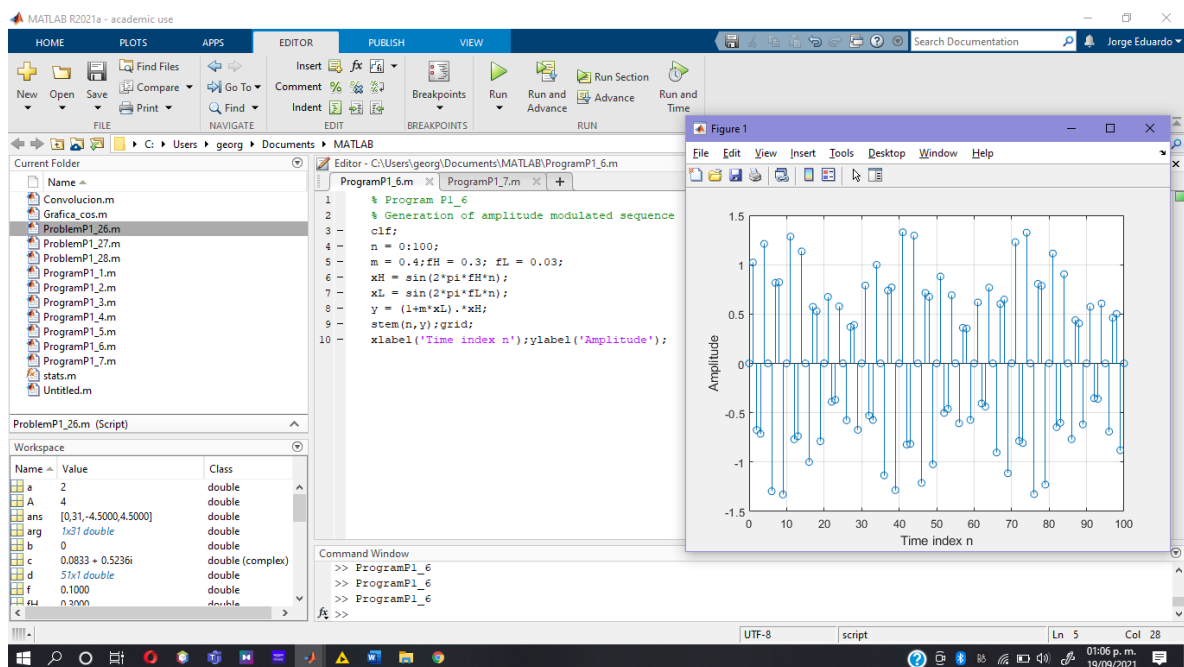 MATLAB R2021a - academic use
HOME PLOTS APPS EDITOR PUBLISH VIEW
Search Documentation
Jorge Eduardo
New
Open
Save
Find Files
Compare
Print
FILE
Go To
Find
NAVIGATE
Insert
Comment
Indent
EDIT
Breakpoints
BREAKPOINTS
Run
Run and Advance
Run Section
Advance
Run and Time
RUN
C: Users georg Documents MATLAB
Current Folder
Name
Convolucion.m
Grafica_cos.m
ProblemP1_26.m
ProblemP1_27.m
ProblemP1_28.m
ProgramP1_1.m
ProgramP1_2.m
ProgramP1_3.m
ProgramP1_4.m
ProgramP1_5.m
ProgramP1_6.m
ProgramP1_7.m
stats.m
Untitled.m
ProblemP1_26.m (Script)
Workspace
Name Value Class
a 2 double
A 4 double
ans [0,31,-4.5000,4.5000] double
arg 1x31 double double
b 0 double
c 0.0833 + 0.5236i double (complex)
d 51x1 double double
f 0.1000 double
fH 0.3000 double
Editor - C:\Users\georg\Documents\MATLAB\ProgramP1_6.m
ProgramP1_6.m ProgramP1_7.m
1 % Program P1_6
2 % Generation of amplitude modulated sequence
3 – clf;
4 – n = 0:100;
5 – m = 0.4;fH = 0.3; fL = 0.03;
6 – xH = sin(2*pi*fH*n);
7 – xL = sin(2*pi*fL*n);
8 – y = (1+m*xL).*xH;
9 – stem(n,y);grid;
10 – xlabel('Time index n');ylabel('Amplitude');
Command Window
>> ProgramP1_6
>> ProgramP1_6
>> ProgramP1_6
fx >>
Figure 1
File Edit View Insert Tools Desktop Window Help
1.5
1
0.5
0
-0.5
-1
-1.5
Amplitude
0 10 20 30 40 50 60 70 80 90 100
Time index n
UTF-8 script Ln 5 Col 28
01:06 p. m.
19/09/2021